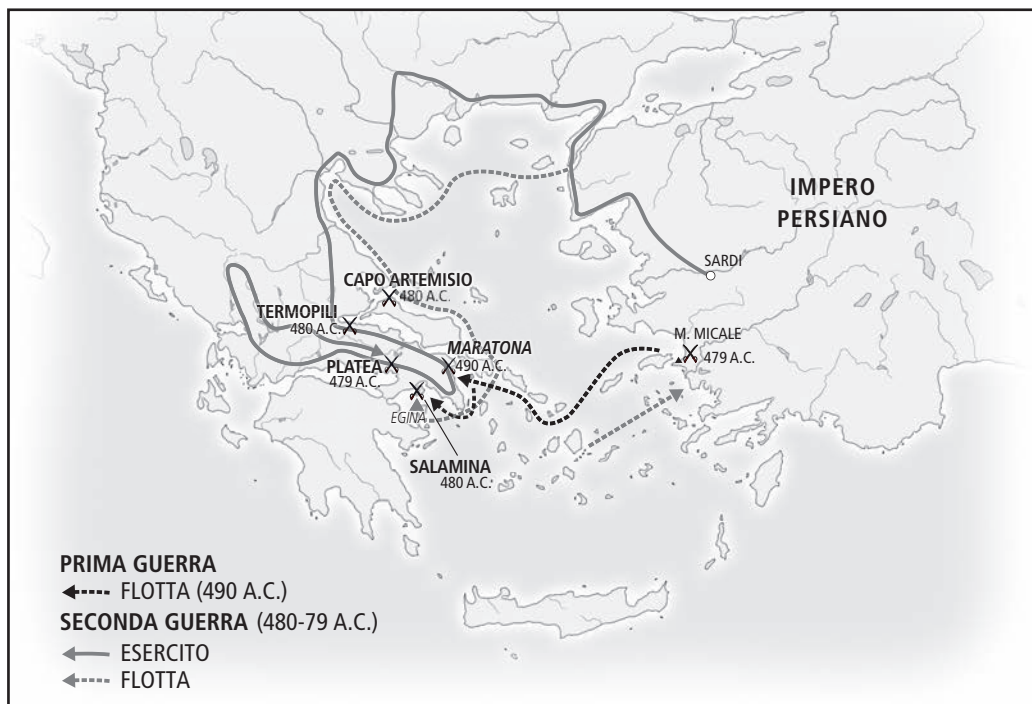 IMPERO
PERSIANO
SARDI
CAPO ARTEMISIO
480 A.C.
TERMOPILI
480 A.C.
M. MICALE
479 A.C.
MARATONA
490 A.C.
PLATEA
479 A.C.
EGINA
SALAMINA
480 A.C.
PRIMA GUERRA
FLOTTA (490 A.C.)
SECONDA GUERRA (480-79 A.C.)
ESERCITO
FLOTTA